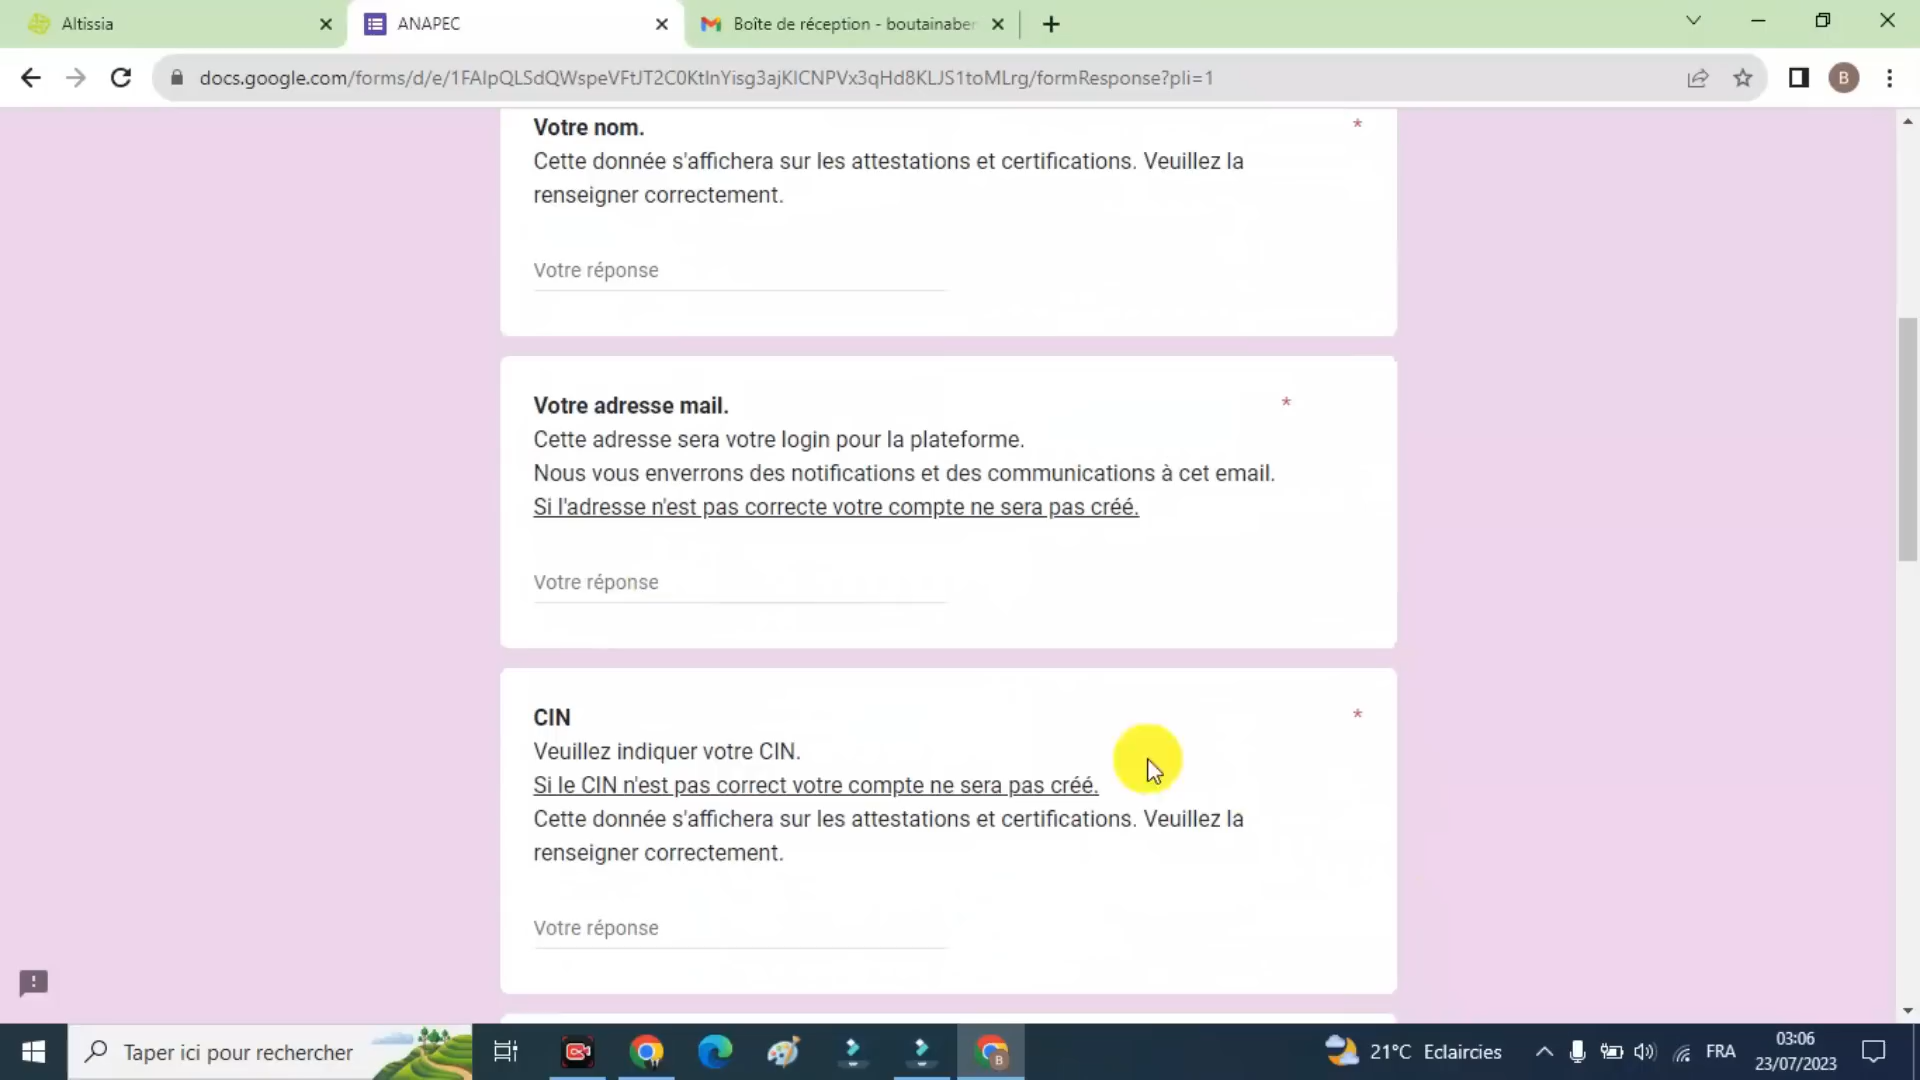 Altissia
ANAPEC
Boîte de réception - boutainaber
docs.google.com/forms/d/e/1FAIpQLSdQWspeVFtJT2C0KtInYisg3ajKICNPVx3qHd8KLJS1toMLrg/formResponse?pli=1
B
Votre nom. *
Cette donnée s'affichera sur les attestations et certifications. Veuillez la
renseigner correctement.
Votre réponse
Votre adresse mail. *
Cette adresse sera votre login pour la plateforme.
Nous vous enverrons des notifications et des communications à cet email.
Si l'adresse n'est pas correcte votre compte ne sera pas créé.
Votre réponse
CIN *
Veuillez indiquer votre CIN.
Si le CIN n'est pas correct votre compte ne sera pas créé.
Cette donnée s'affichera sur les attestations et certifications. Veuillez la
renseigner correctement.
Votre réponse
Taper ici pour rechercher
B
21°C Eclaircies
FRA
03:06
23/07/2023